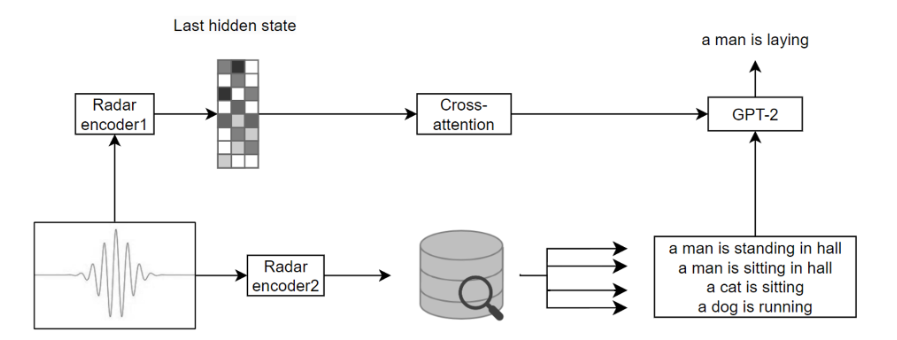 Last hidden state
a man is laying
Radar
encoder1
Cross-
attention
GPT-2
Radar
encoder2
a man is standing in hall
a man is sitting in hall
a cat is sitting
a dog is running